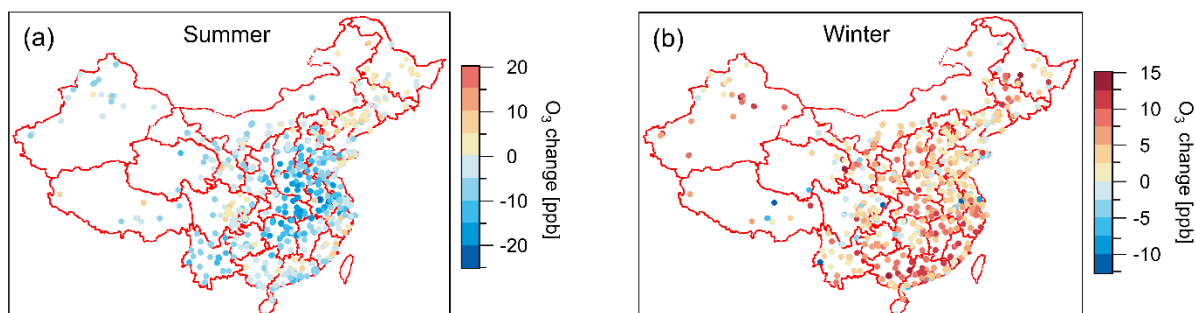 (a)
Summer
20
10
0
-10
-20
O₃ change [ppb]
(b)
Winter
15
10
5
0
-5
-10
O₃ change [ppb]